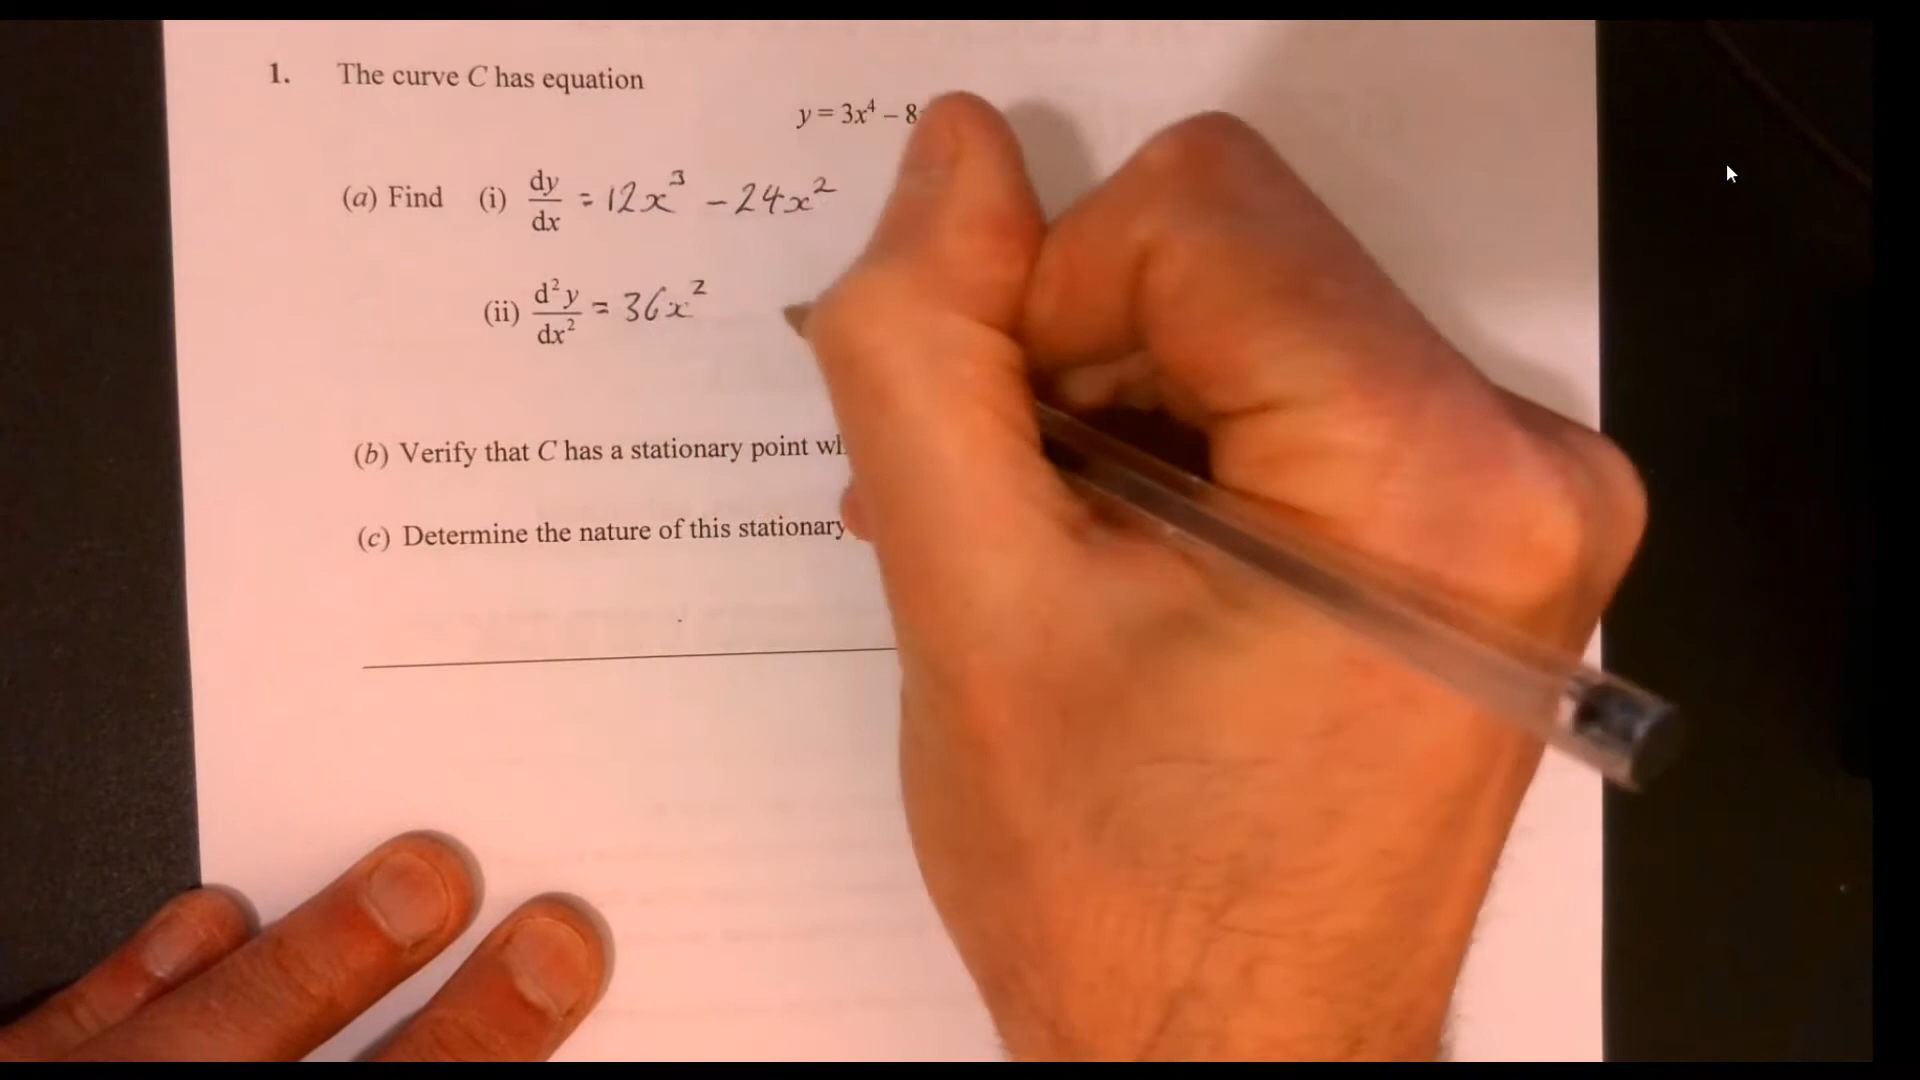 1. The curve C has equation
y = 3x⁴ – 8
(a) Find (i) dy/dx = 12x³ - 24x²
(ii) d²y/dx² = 36x²
(b) Verify that C has a stationary point
(c) Determine the nature of this stationary